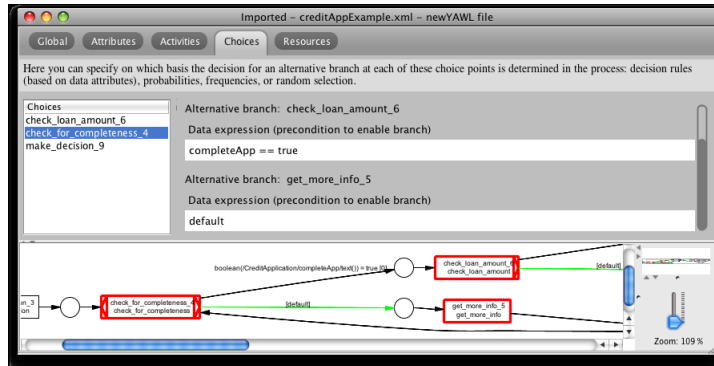 Imported – creditAppExample.xml – newYAWL file
Global Attributes Activities Choices Resources
Here you can specify on which basis the decision for an alternative branch at each of these choice points is determined in the process: decision rules
(based on data attributes), probabilities, frequencies, or random selection.
Choices
check_loan_amount_6
check_for_completeness_4
make_decision_9
Alternative branch: check_loan_amount_6
Data expression (precondition to enable branch)
completeApp == true
Alternative branch: get_more_info_5
Data expression (precondition to enable branch)
default
boolean(/CreditApplication/completeApp/text()) = true [0]
check_loan_amount_6
check_loan_amount
[default]
n_3
ion
check_for_completeness_4
check_for_completeness
[default]
get_more_info_5
get_more_info
Zoom: 109 %